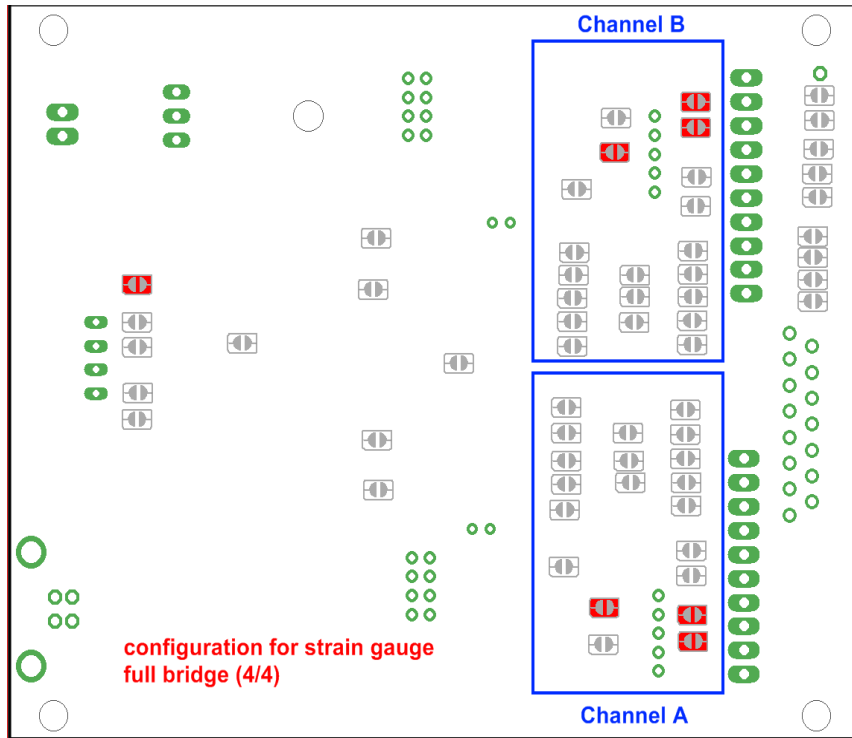 Channel B
configuration for strain gauge
full bridge (4/4)
Channel A